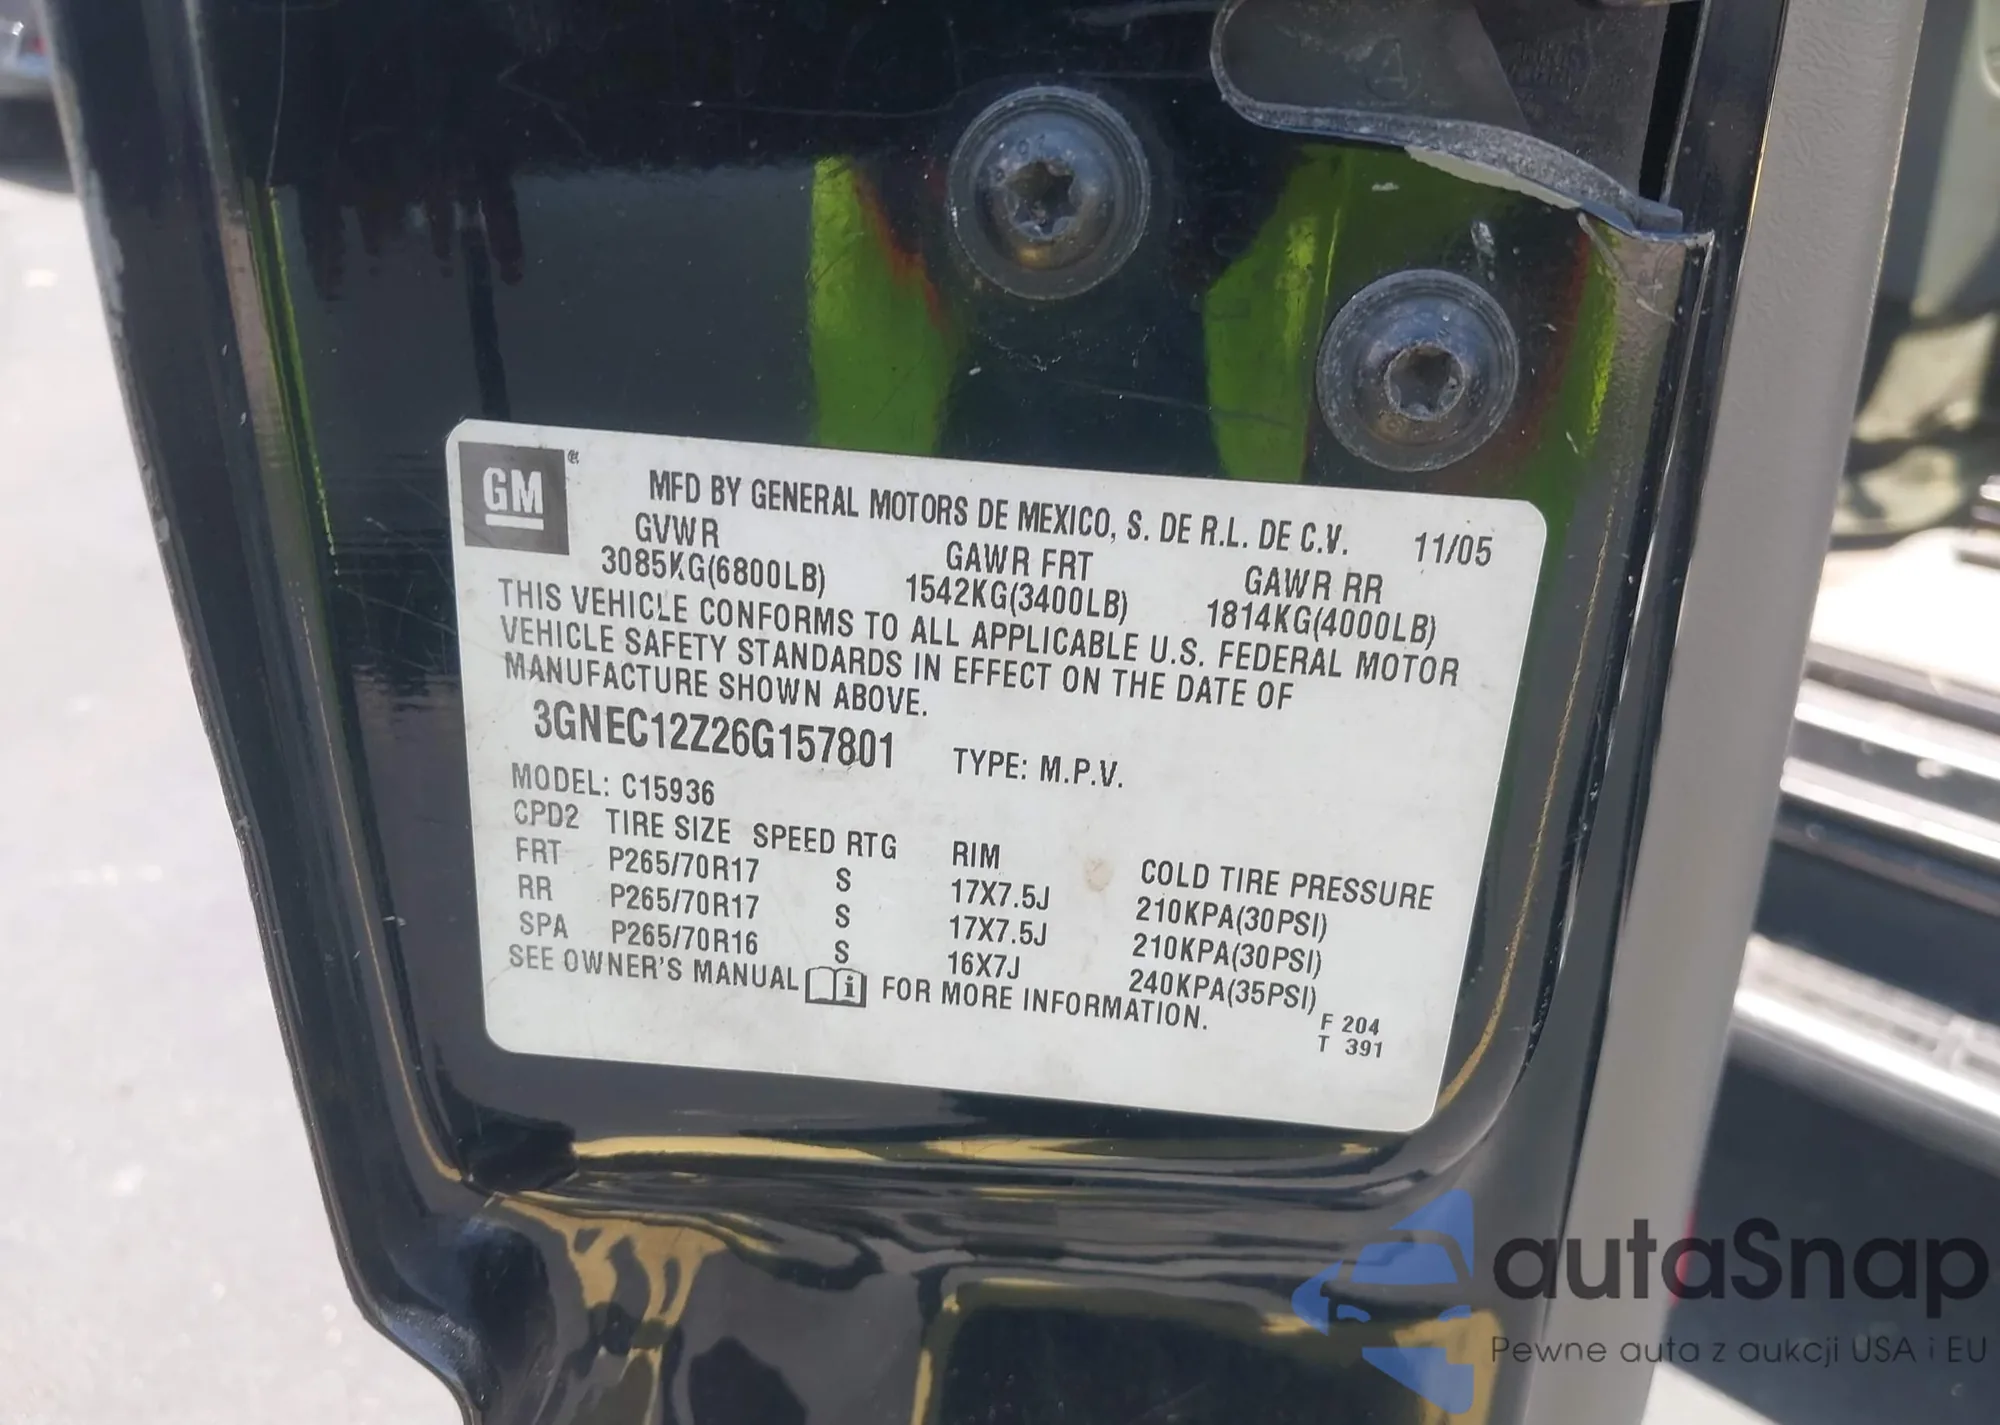 GM ®
MFD BY GENERAL MOTORS DE MEXICO, S. DE R.L. DE C.V. 11/05
GVWR GAWR FRT GAWR RR
3085KG(6800LB) 1542KG(3400LB) 1814KG(4000LB)
THIS VEHICLE CONFORMS TO ALL APPLICABLE U.S. FEDERAL MOTOR
VEHICLE SAFETY STANDARDS IN EFFECT ON THE DATE OF
MANUFACTURE SHOWN ABOVE.
3GNEC12Z26G157801 TYPE: M.P.V.
MODEL: C15936
CPD2 TIRE SIZE SPEED RTG RIM COLD TIRE PRESSURE
FRT P265/70R17 S 17X7.5J 210KPA(30PSI)
RR P265/70R17 S 17X7.5J 210KPA(30PSI)
SPA P265/70R16 S 16X7J 240KPA(35PSI)
SEE OWNER'S MANUAL i FOR MORE INFORMATION.
F 204
T 391
autaSnap
Pewne auta z aukcji USA i EU